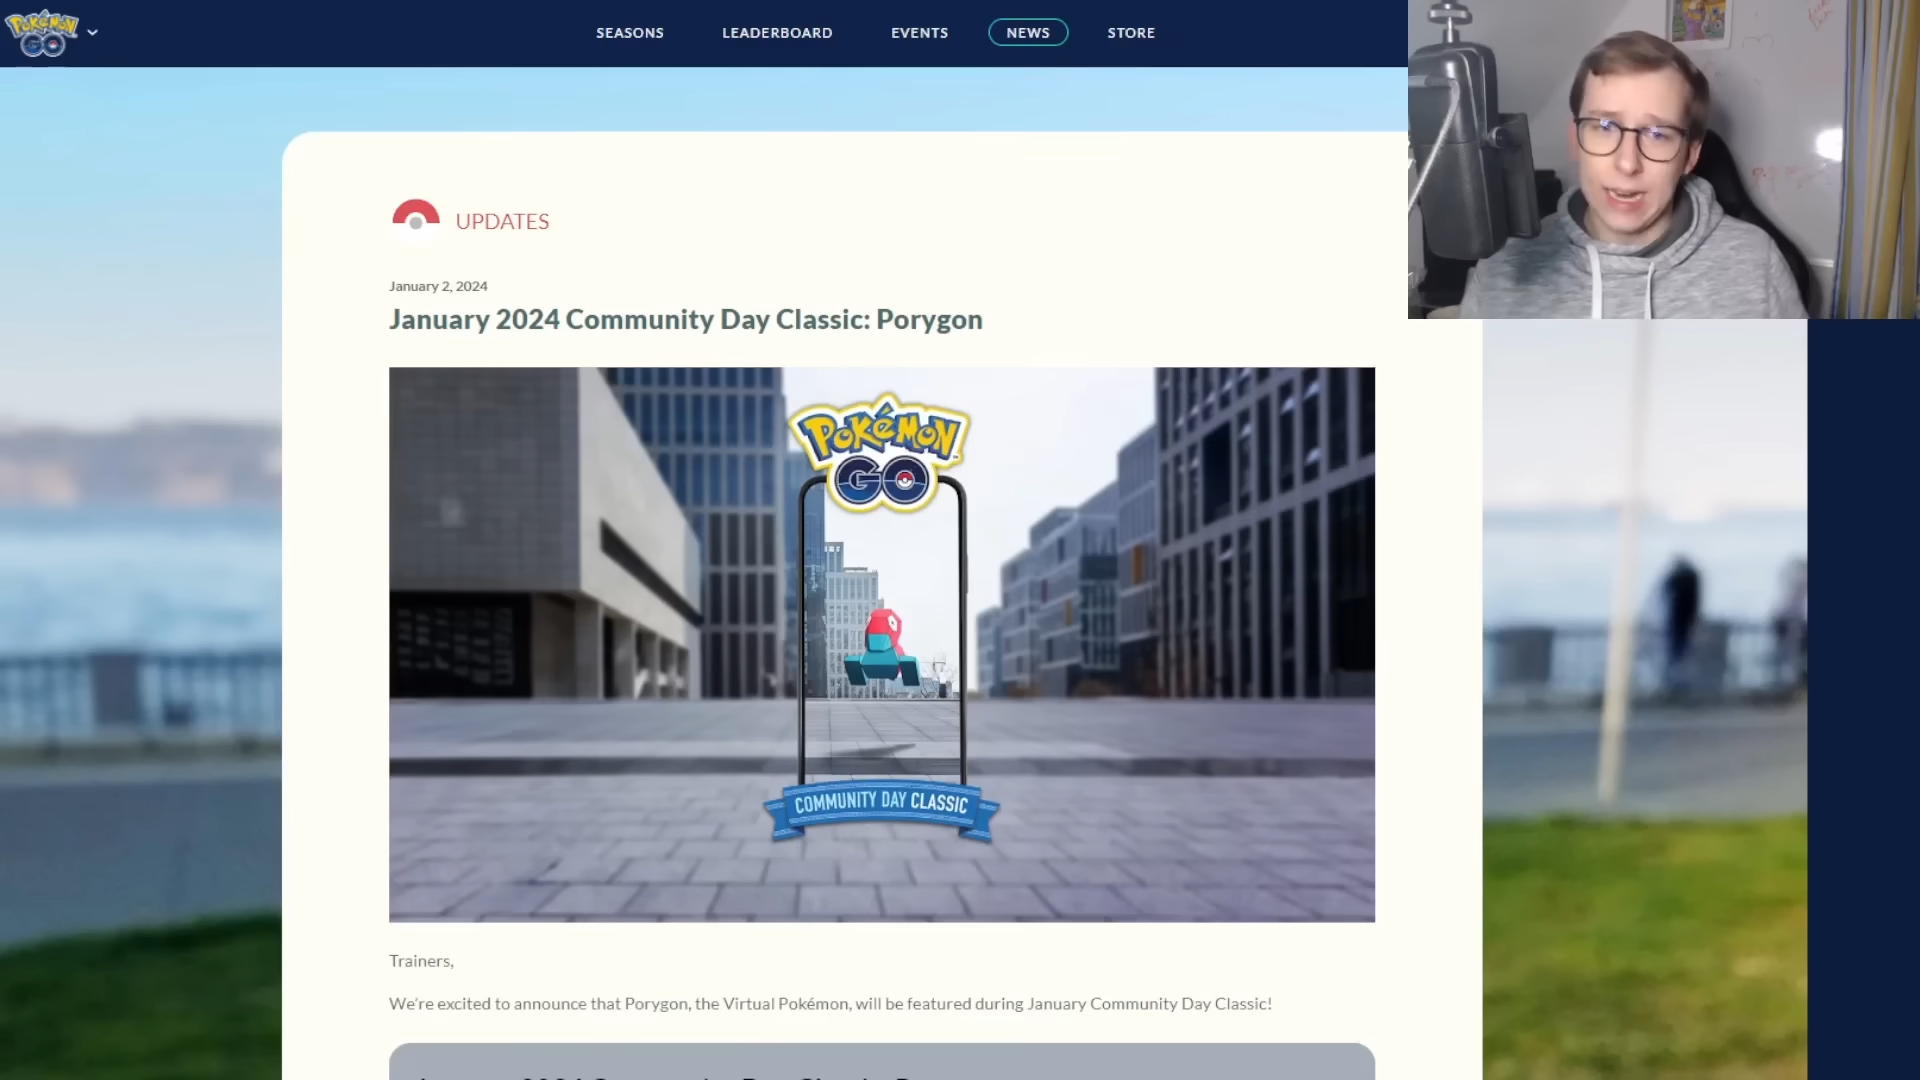 POKéMON
GO
SEASONS
LEADERBOARD
EVENTS
NEWS
STORE
UPDATES
January 2, 2024
January 2024 Community Day Classic: Porygon
POKéMON
GO
COMMUNITY DAY CLASSIC
Trainers,
We're excited to announce that Porygon, the Virtual Pokémon, will be featured during January Community Day Classic!